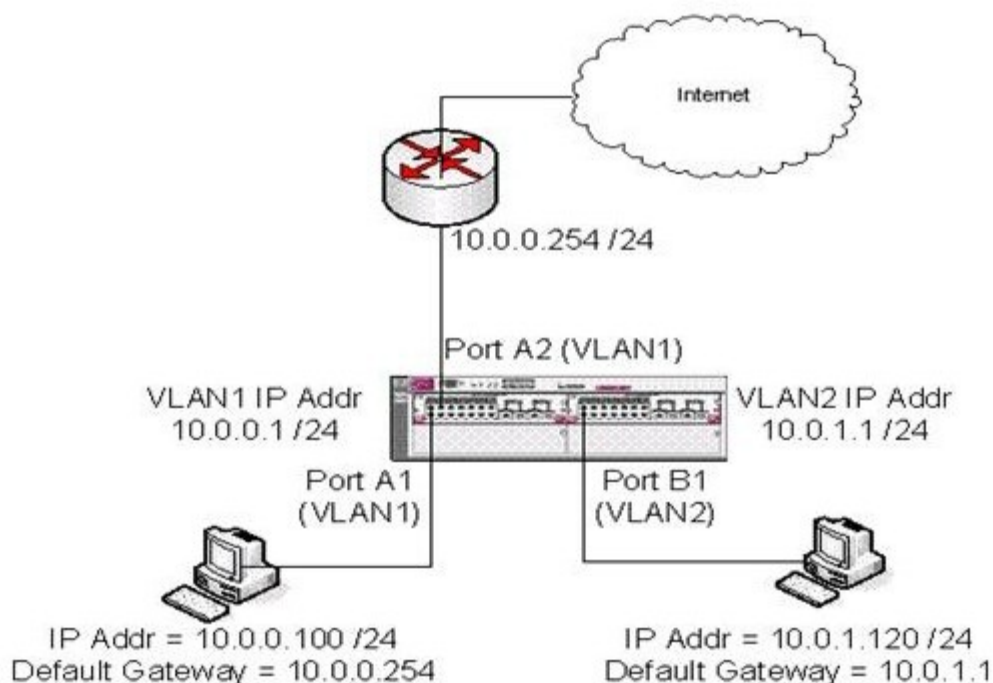 Internet
10.0.0.254 /24
Port A2 (VLAN1)
VLAN1 IP Addr
10.0.0.1 /24
VLAN2 IP Addr
10.0.1.1 /24
Port A1
(VLAN1)
Port B1
(VLAN2)
IP Addr = 10.0.0.100 /24
Default Gateway = 10.0.0.254
IP Addr = 10.0.1.120 /24
Default Gateway = 10.0.1.1